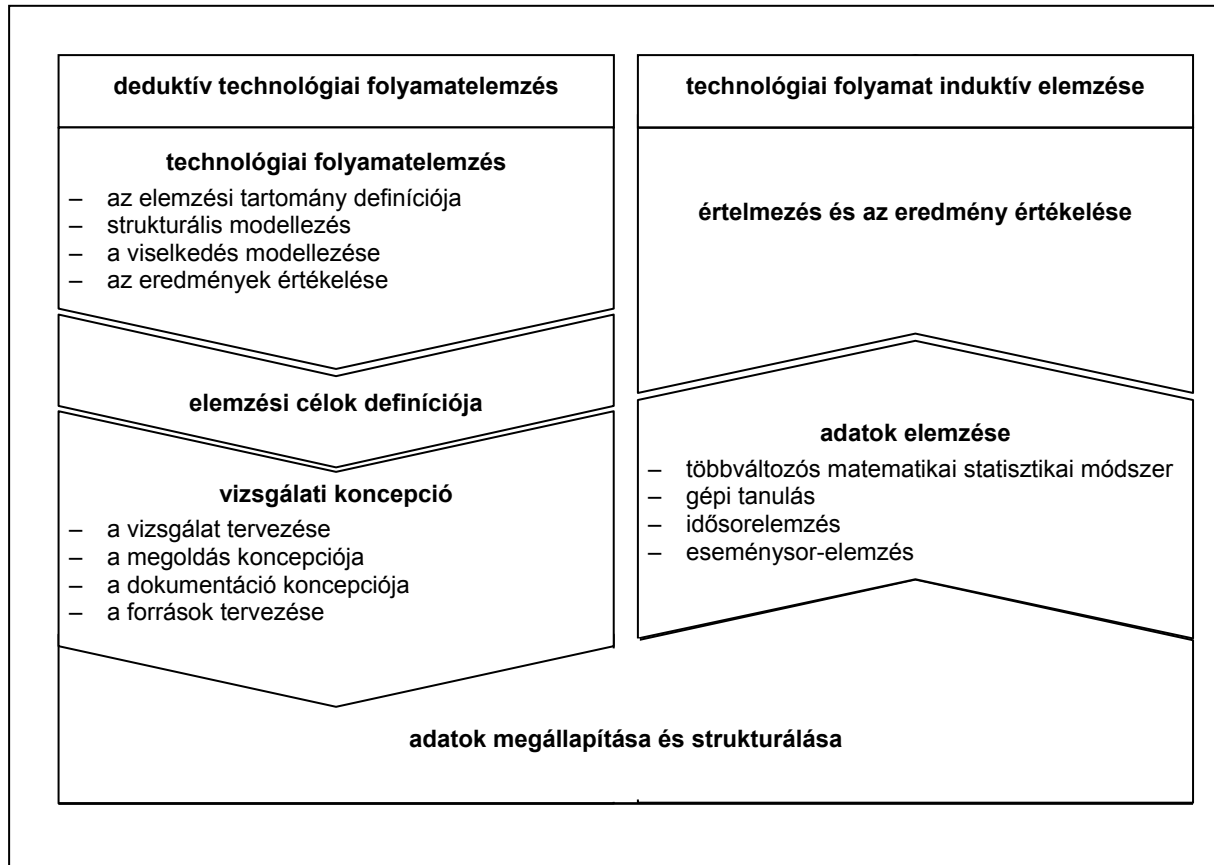 deduktív technológiai folyamatelemzés
technológiai folyamatelemzés
– az elemzési tartomány definíciója
– strukturális modellezés
– a viselkedés modellezése
– az eredmények értékelése
elemzési célok definíciója
vizsgálati koncepció
– a vizsgálat tervezése
– a megoldás koncepciója
– a dokumentáció koncepciója
– a források tervezése
technológiai folyamat induktív elemzése
értelmezés és az eredmény értékelése
adatok elemzése
– többváltozós matematikai statisztikai módszer
– gépi tanulás
– idősorelemzés
– eseménysor-elemzés
adatok megállapítása és strukturálása